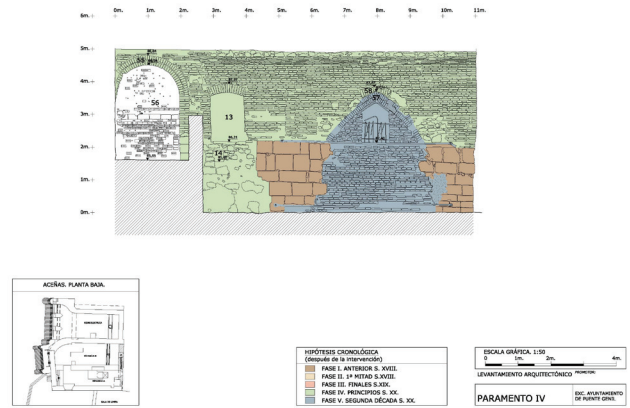 0m. 1m. 2m. 3m. 4m. 5m. 6m. 7m. 8m. 9m. 10m. 11m.
6m.
5m.
4m.
3m.
2m.
1m.
0m.
55
56
13
14
58
57
ACEÑAS. PLANTA BAJA.
HIPÓTESIS CRONOLÓGICA
(después de la intervención)
FASE I. ANTERIOR S. XVIII.
FASE II. 1ª MITAD S.XVIII.
FASE III. FINALES S.XIX.
FASE IV. PRINCIPIOS S. XX.
FASE V. SEGUNDA DÉCADA S. XX.
ESCALA GRÁFICA. 1:50
0 1m. 2m. 4m.
LEVANTAMIENTO ARQUITECTÓNICO PROMOTOR:
PARAMENTO IV
EXC. AYUNTAMIENTO
DE PUENTE GENIL